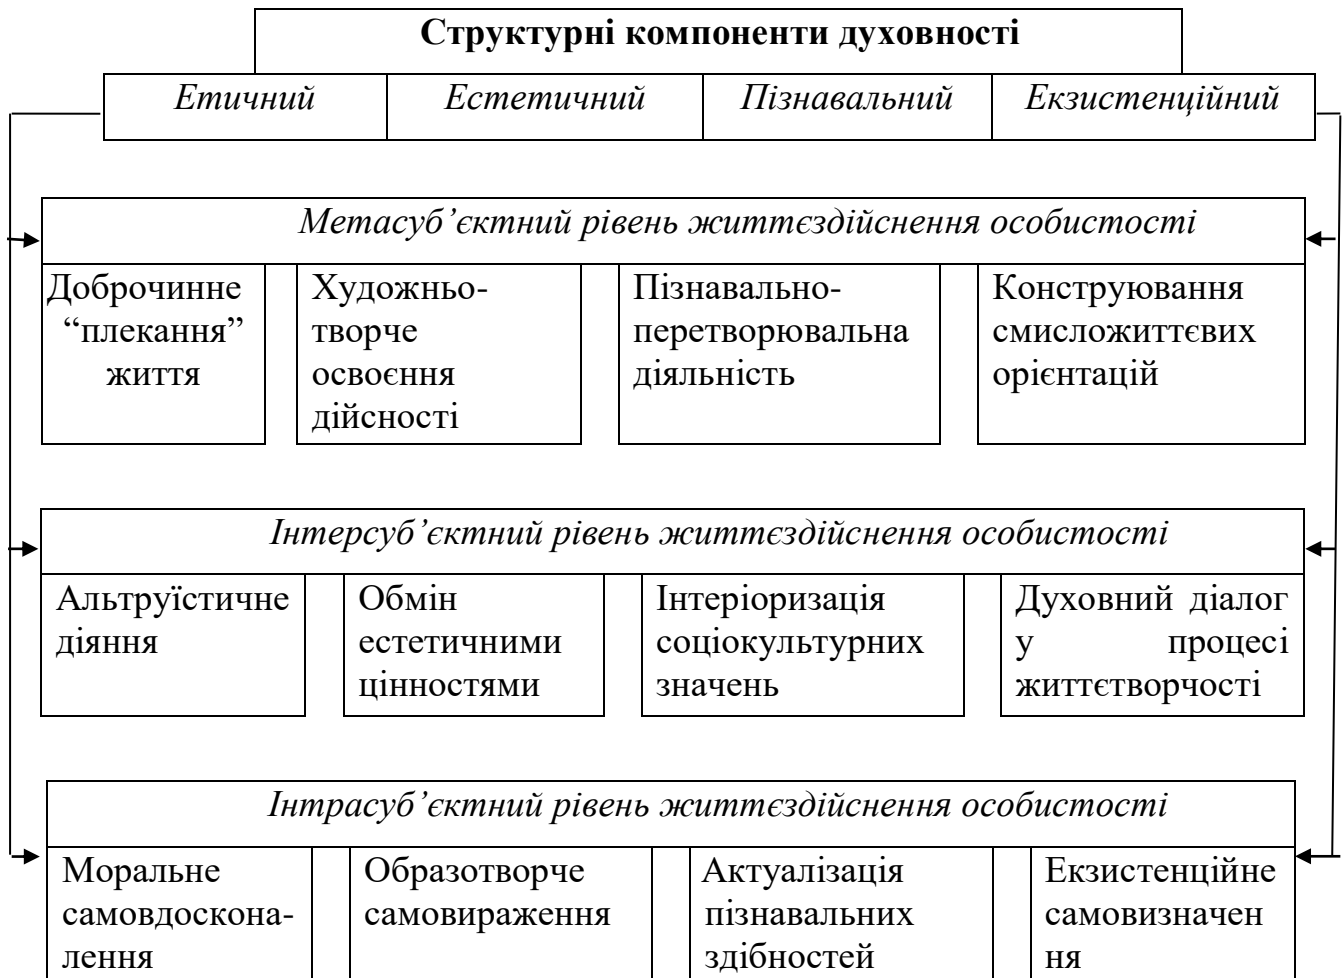 Структурні компоненти духовності
Етичний Естетичний Пізнавальний Екзистенційний
Метасуб’єктний рівень життєздійснення особистості
Доброчинне
“плекання”
життя
Художньо-
творче
освоєння
дійсності
Пізнавально-
перетворювальна
діяльність
Конструювання
смисложиттєвих
орієнтацій
Інтерсуб’єктний рівень життєздійснення особистості
Альтруїстичне
діяння
Обмін
естетичними
цінностями
Інтеріоризація
соціокультурних
значень
Духовний діалог
у процесі
життєтворчості
Інтрасуб’єктний рівень життєздійснення особистості
Моральне
самовдоскона-
лення
Образотворче
самовираження
Актуалізація
пізнавальних
здібностей
Екзистенційне
самовизначен
ня